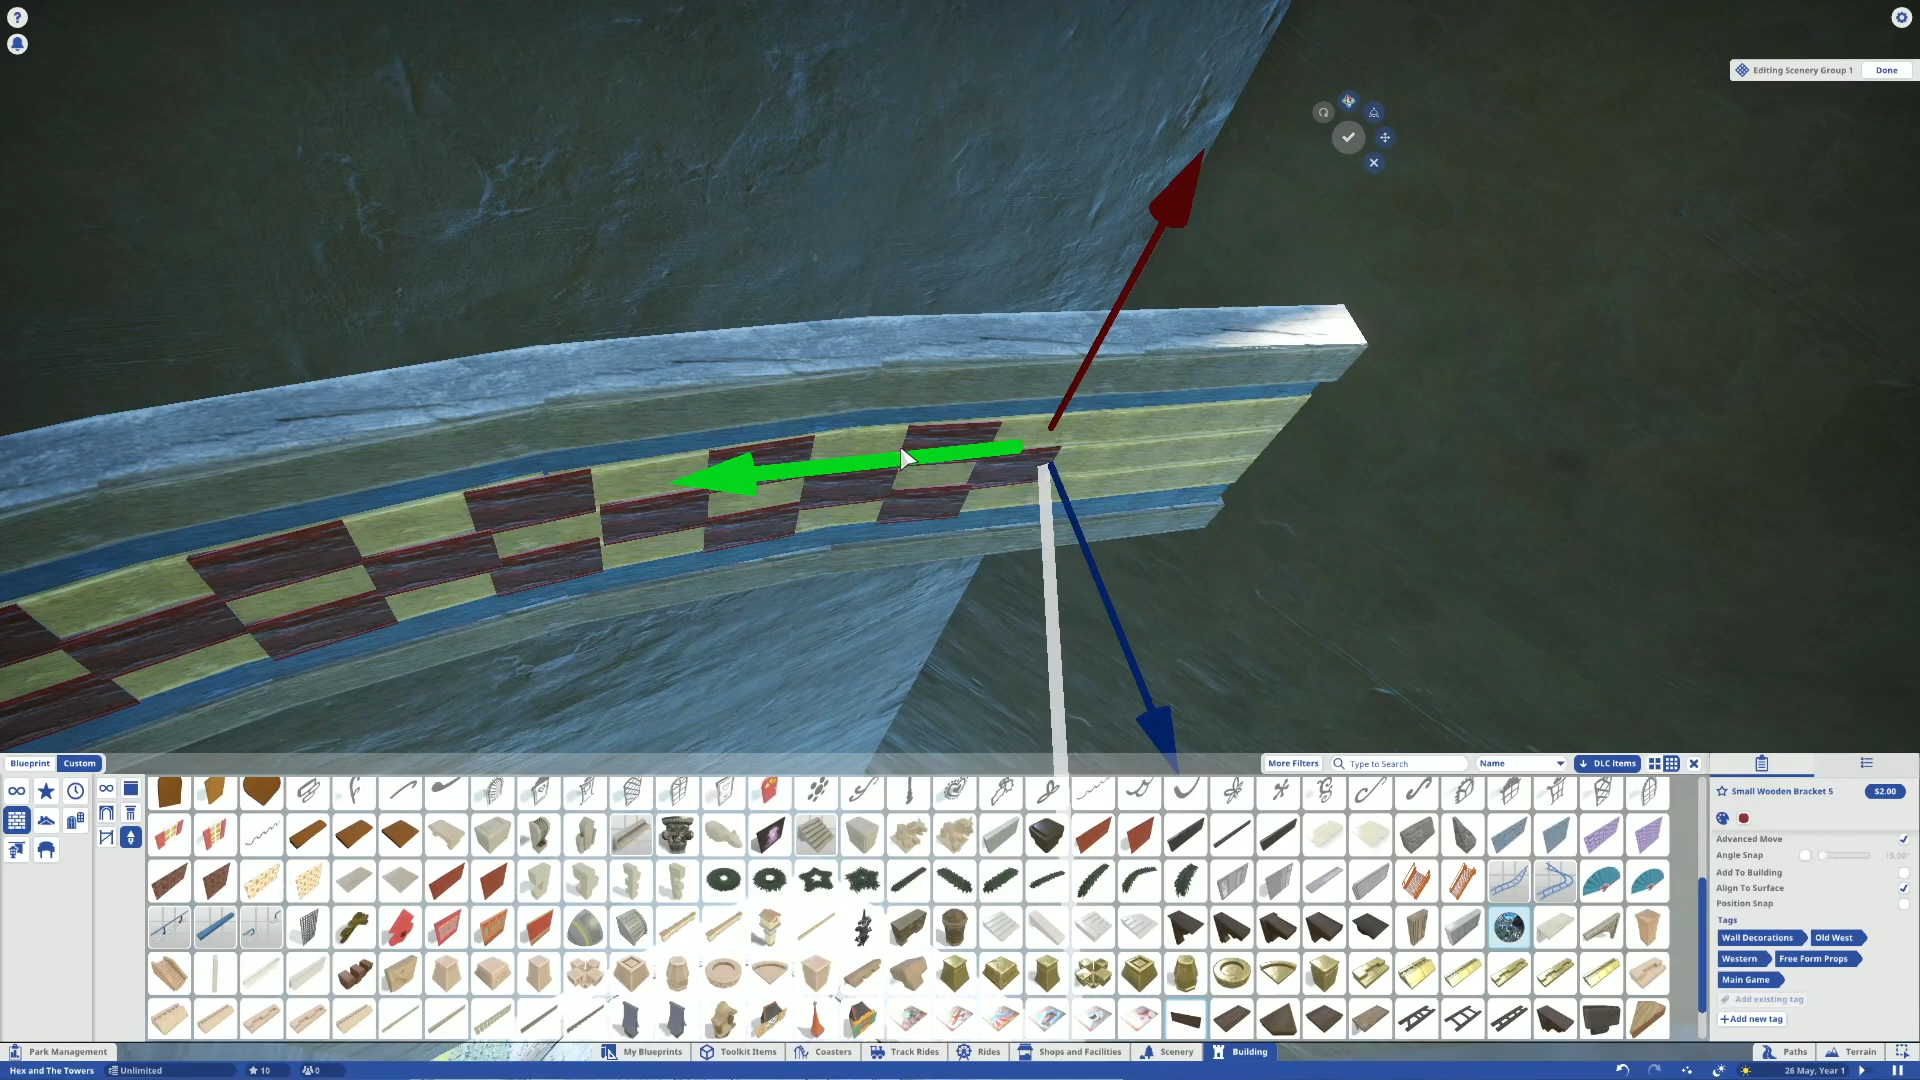 ?
Editing Scenery Group 1 Done
Blueprint Custom
More Filters Type to Search Name DLC Items
Small Wooden Bracket 5 $2.00
Advanced Move
Angle Snap 15.00°
Add To Building
Align To Surface
Position Snap
Tags
Wall Decorations Old West
Western Free Form Props
Main Game
Add existing tag
+Add new tag
Park Management My Blueprints Toolkit Items Coasters Track Rides Rides Shops and Facilities Scenery Building Paths Terrain
Hex and The Towers Unlimited 10 0 26 May, Year 1